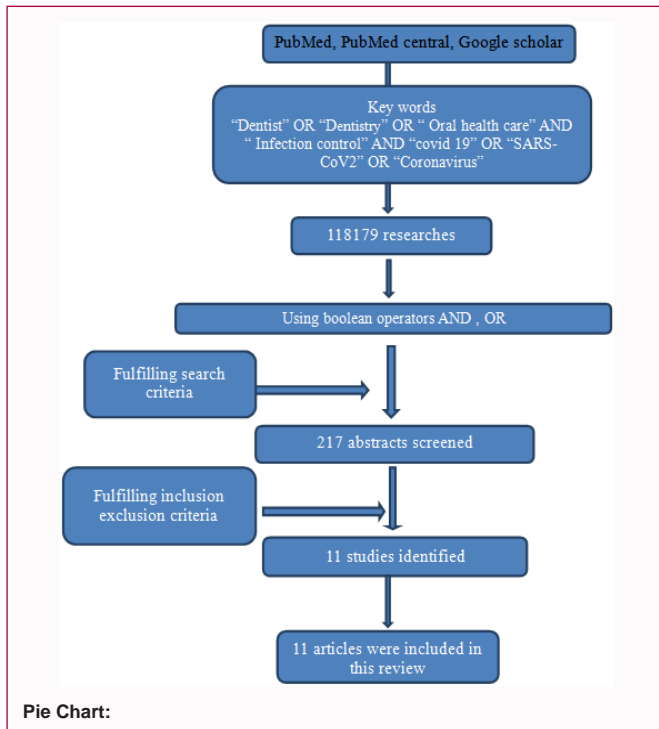 PubMed, PubMed central, Google scholar
Key words
“Dentist” OR “Dentistry” OR “ Oral health care” AND
“ Infection control” AND “covid 19” OR “SARS-
CoV2” OR “Coronavirus”
118179 researches
Using boolean operators AND , OR
Fulfilling search
criteria
217 abstracts screened
Fulfilling inclusion
exclusion criteria
11 studies identified
11 articles were included in
this review
Pie Chart: